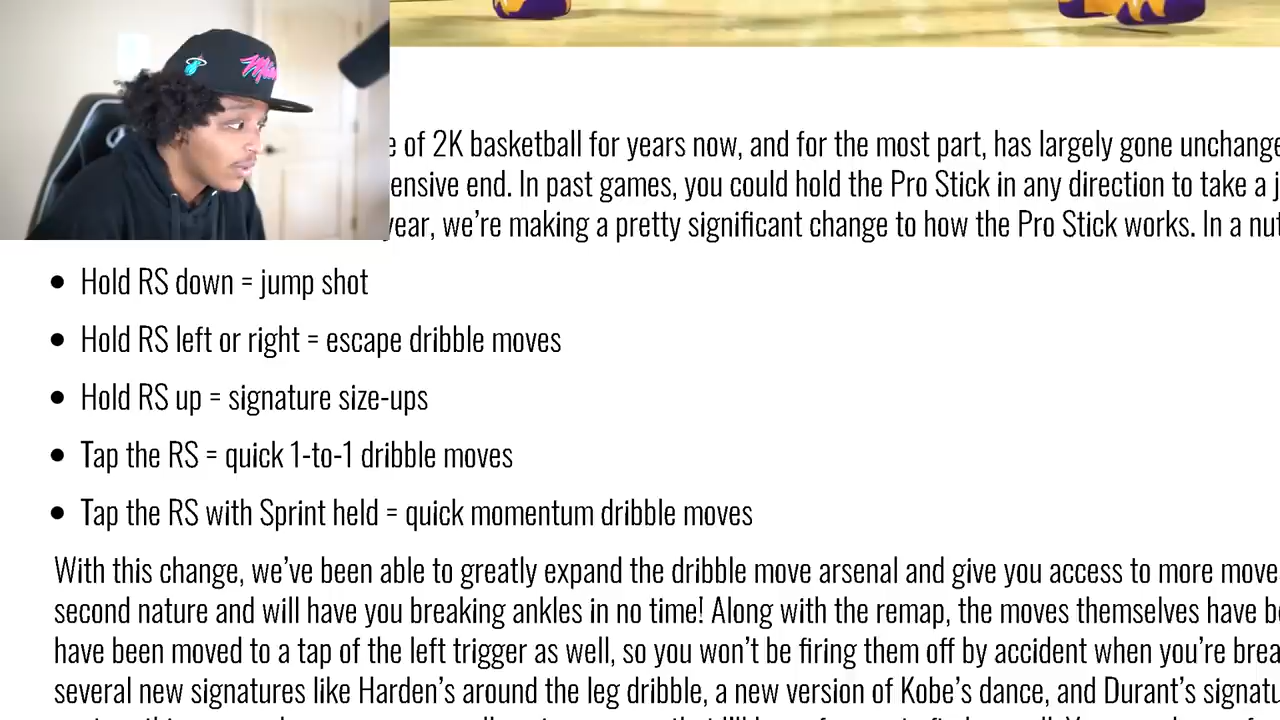 of 2K basketball for years now, and for the most part, has largely gone
end. In past games, you could hold the Pro Stick in any direction to take a
year, we're making a pretty significant change to how the Pro Stick works. In a
• Hold RS down = jump shot
• Hold RS left or right = escape dribble moves
• Hold RS up = signature size-ups
• Tap the RS = quick 1-to-1 dribble moves
• Tap the RS with Sprint held = quick momentum dribble moves
With this change, we've been able to greatly expand the dribble move arsenal and give you access to more
second nature and will have you breaking ankles in no time! Along with the remap, the moves themselves have
have been moved to a tap of the left trigger as well, so you won't be firing them off by accident when you're
several new signatures like Harden's around the leg dribble, a new version of Kobe's dance, and Durant's